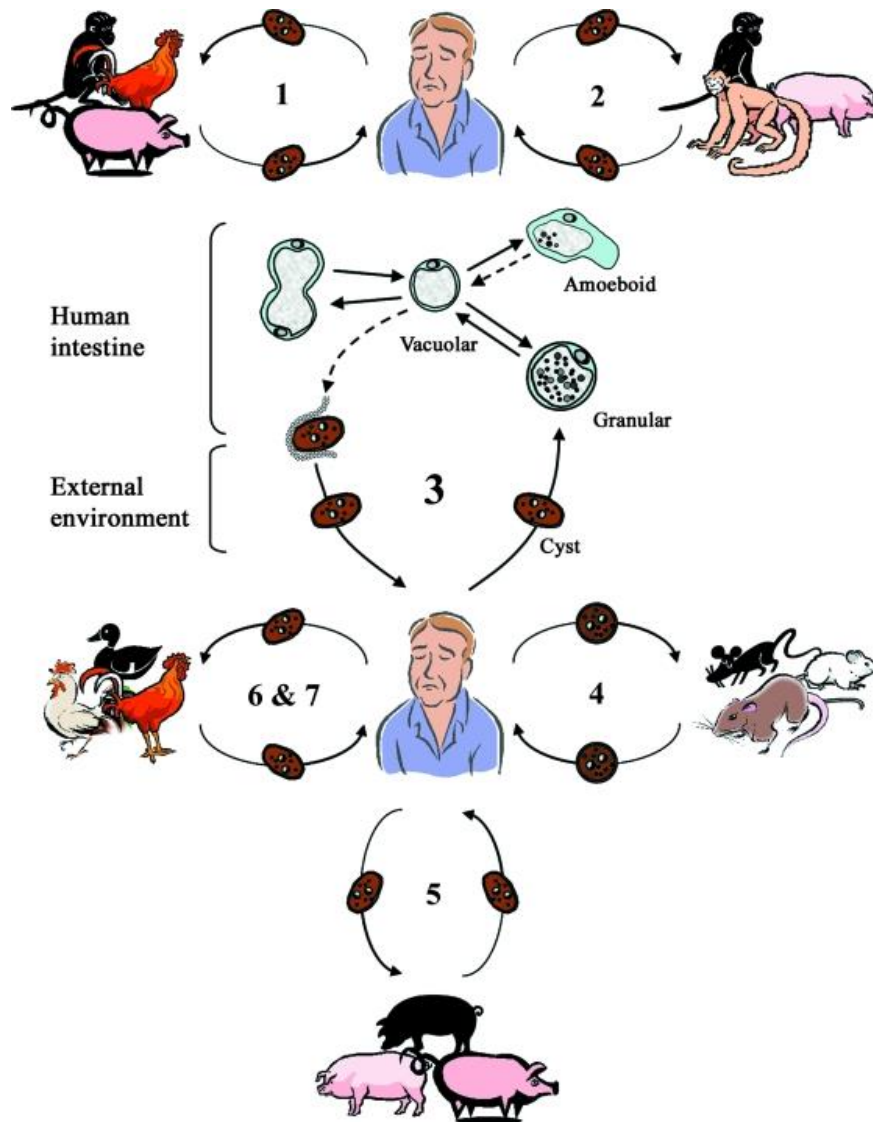 1
2
Human
intestine
Amoeboid
Vacuolar
Granular
External
environment
3
Cyst
6 & 7
4
5